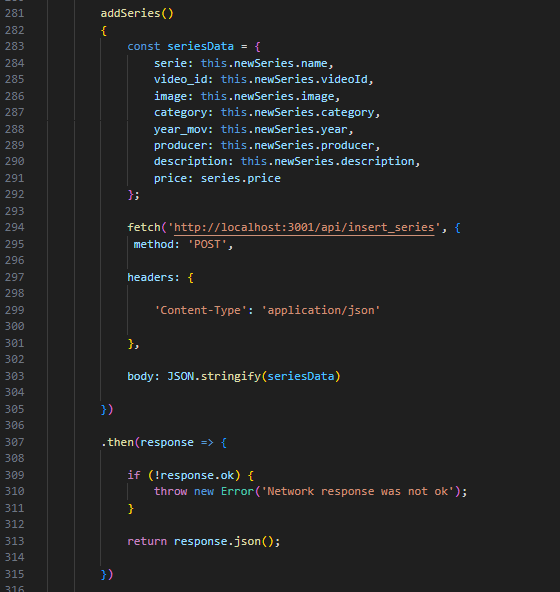 281 addSeries()
282 {
283 const seriesData = {
284 serie: this.newSeries.name,
285 video_id: this.newSeries.videoId,
286 image: this.newSeries.image,
287 category: this.newSeries.category,
288 year_mov: this.newSeries.year,
289 producer: this.newSeries.producer,
290 description: this.newSeries.description,
291 price: series.price
292 };
293
294 fetch('http://localhost:3001/api/insert_series', {
295 method: 'POST',
296
297 headers: {
298
299 'Content-Type': 'application/json'
300
301 },
302
303 body: JSON.stringify(seriesData)
304
305 })
306
307 .then(response => {
308
309 if (!response.ok) {
310 throw new Error('Network response was not ok');
311 }
312
313 return response.json();
314
315 })
316